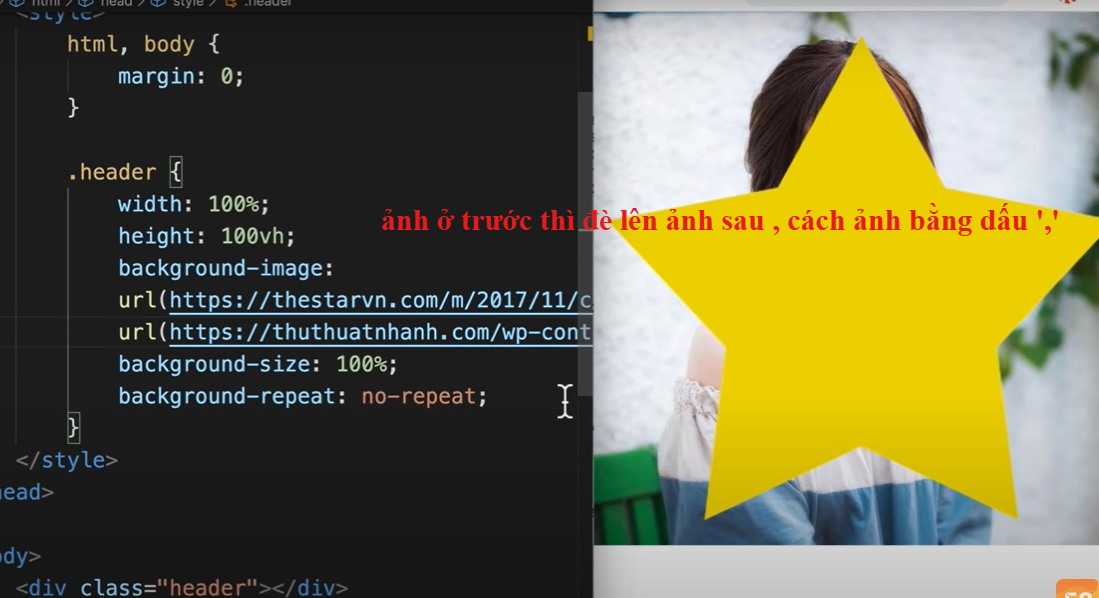 html > head > style > .header
<style>
html, body {
margin: 0;
}
.header {
width: 100%;
height: 100vh;
background-image:
url(https://thestarvn.com/m/2017/11/c
url(https://thuthuatnhanh.com/wp-cont
background-size: 100%;
background-repeat: no-repeat;
}
</style>
ead>
dy>
<div class="header"></div>
ảnh ở trước thì đè lên ảnh sau , cách ảnh bằng dấu ','